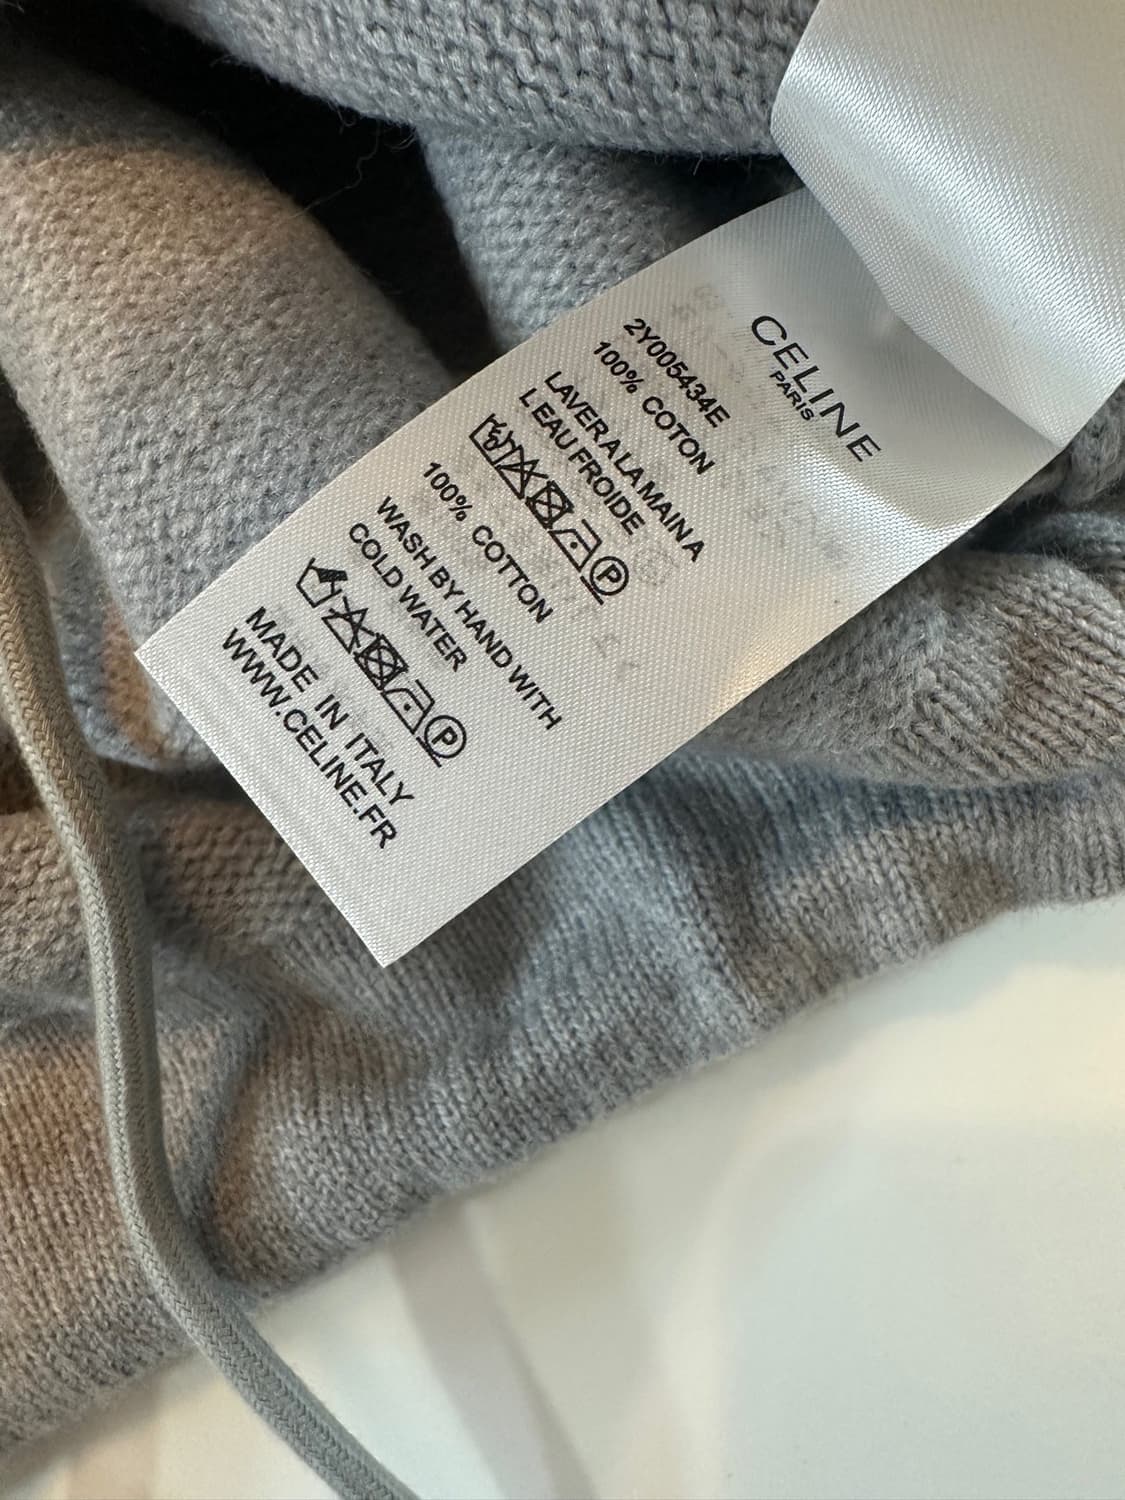 CELINE
PARIS
2Y005434E
100% COTON
LAVER A LA MAIN A
L EAU FROIDE
P
100% COTTON
WASH BY HAND WITH
COLD WATER
P
MADE IN ITALY
WWW.CELINE.FR